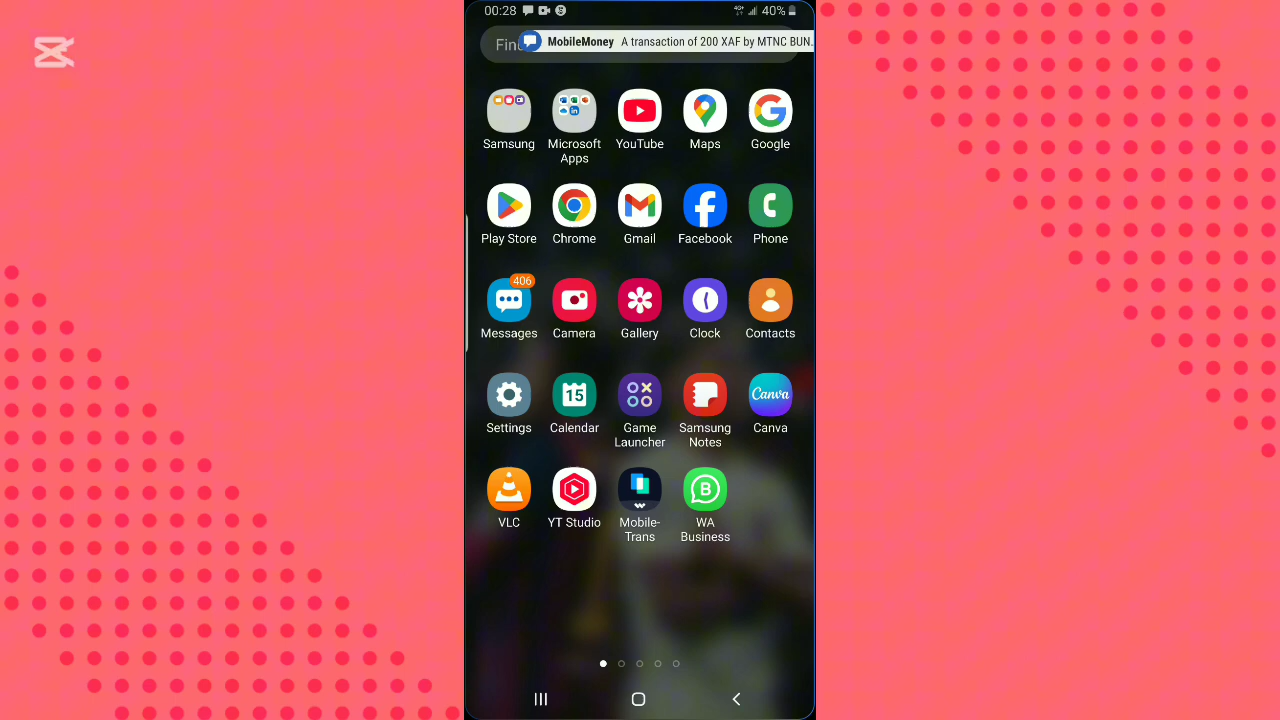 00:28
4G+
40%
Find
MobileMoney A transaction of 200 XAF by MTNC BUN.
Samsung
Microsoft
Apps
YouTube
Maps
Google
Play Store
Chrome
Gmail
Facebook
Phone
406
Messages
Camera
Gallery
Clock
Contacts
15
Canva
Settings
Calendar
Game
Launcher
Samsung
Notes
Canva
B
VLC
YT Studio
Mobile-
Trans
WA
Business